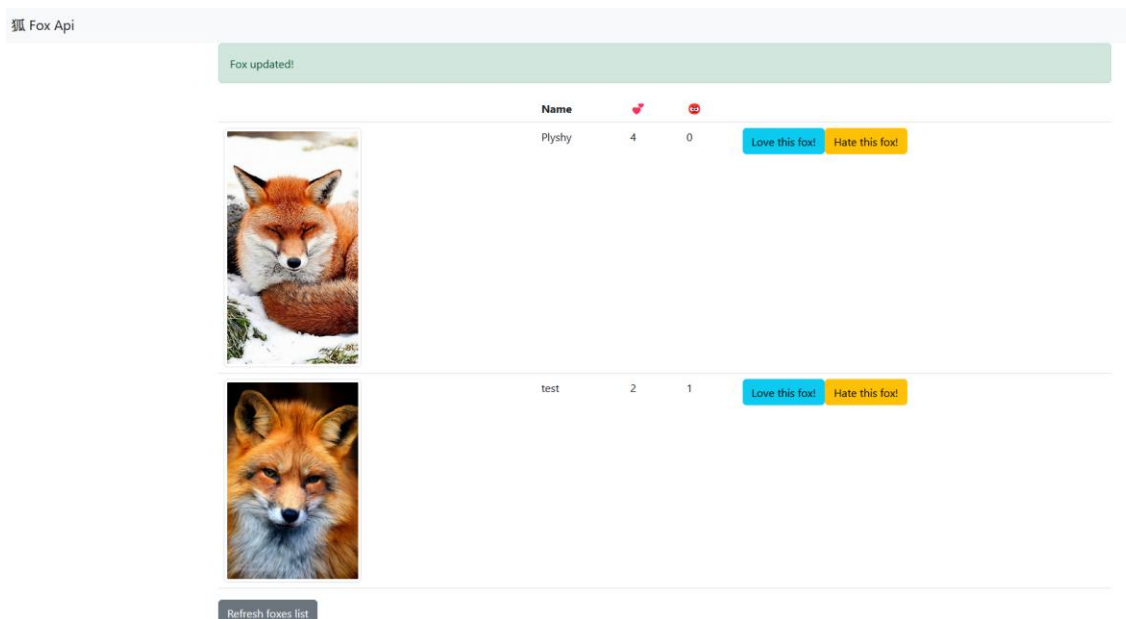 狐 Fox Api
Fox updated!
Name 💕 😡
Plyshy 4 0 Love this fox! Hate this fox!
test 2 1 Love this fox! Hate this fox!
Refresh foxes list